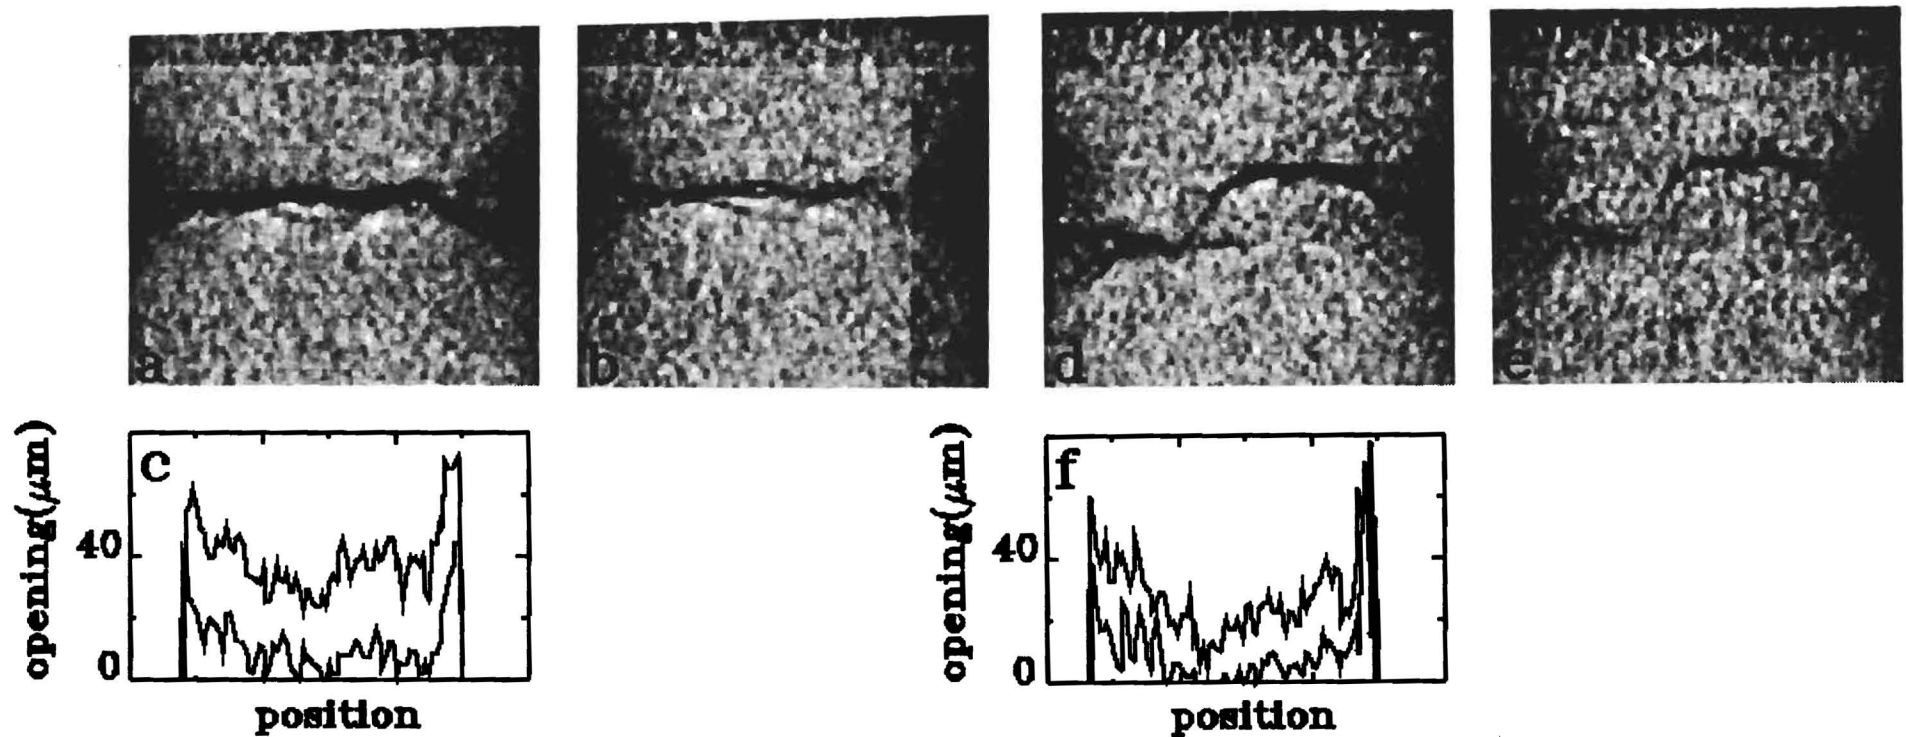 a
b
d
e
opening(μm)
c
40
0
position
opening(μm)
f
40
0
position